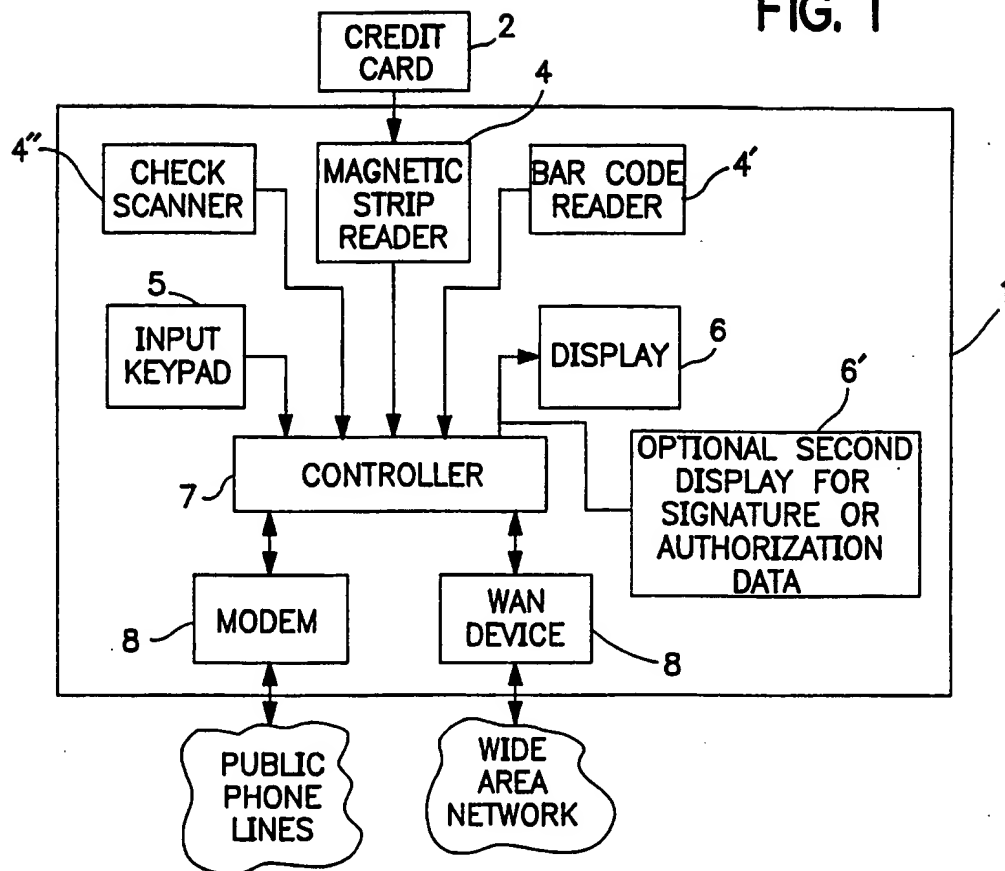 FIG. 1
CREDIT
CARD
2
4
4"
CHECK
SCANNER
MAGNETIC
STRIP
READER
BAR CODE
READER
4'
5
INPUT
KEYPAD
DISPLAY
6
1
6'
OPTIONAL SECOND
DISPLAY FOR
SIGNATURE OR
AUTHORIZATION
DATA
CONTROLLER
7
MODEM
8
WAN
DEVICE
8
PUBLIC
PHONE
LINES
WIDE
AREA
NETWORK